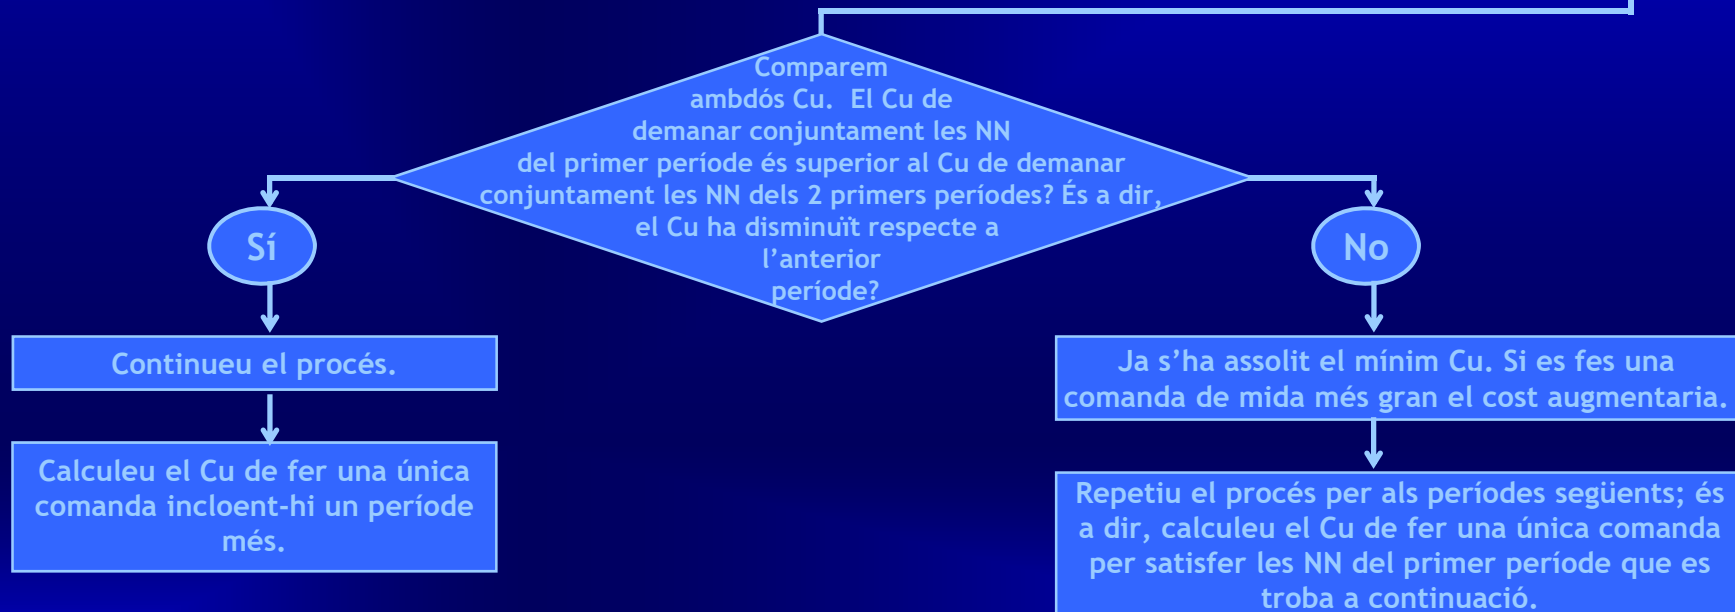 Comparem
ambdós Cu. El Cu de
demanar conjuntament les NN
del primer període és superior al Cu de demanar
conjuntament les NN dels 2 primers períodes? És a dir,
el Cu ha disminuït respecte a
l’anterior
període?
Sí
No
Continueu el procés.
Calculeu el Cu de fer una única
comanda incloent-hi un període
més.
Ja s’ha assolit el mínim Cu. Si es fes una
comanda de mida més gran el cost augmentaria.
Repetiu el procés per als períodes següents; és
a dir, calculeu el Cu de fer una única comanda
per satisfer les NN del primer període que es
troba a continuació.